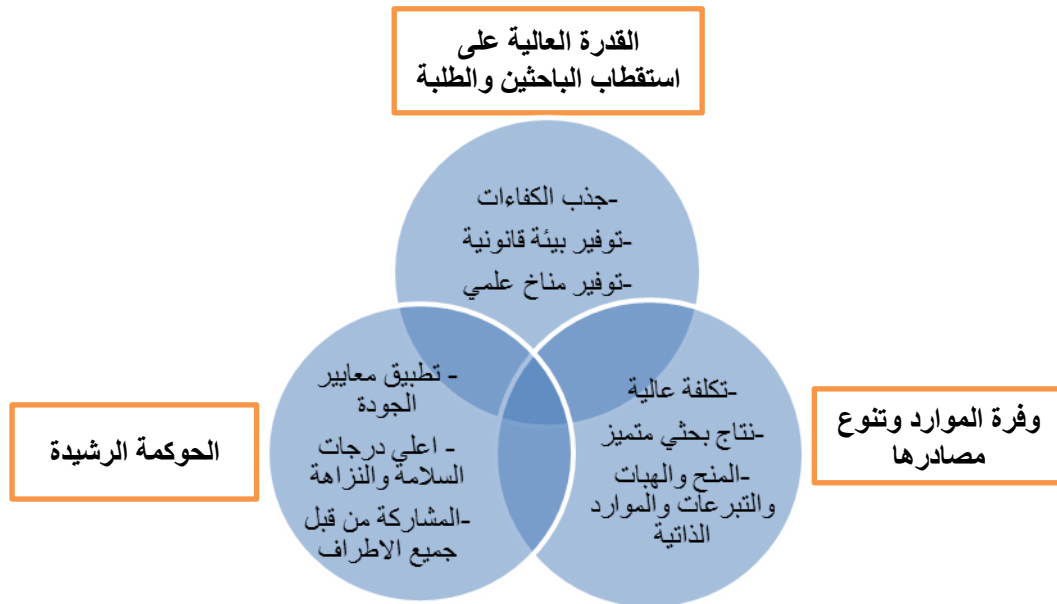 القدرة العالية على
استقطاب الباحثين والطلبة
-جذب الكفاءات
-توفير بيئة قانونية
-توفير مناخ علمي
وفرة الموارد وتنوع
مصادرها
-تكلفة عالية
-نتاج بحثي متميز
-المنح والهبات
والتبرعات والموارد
الذاتية
- تطبيق معايير
الجودة
- اعلى درجات
السلامة والنزاهة
-المشاركة من قبل
جميع الاطراف
الحوكمة الرشيدة